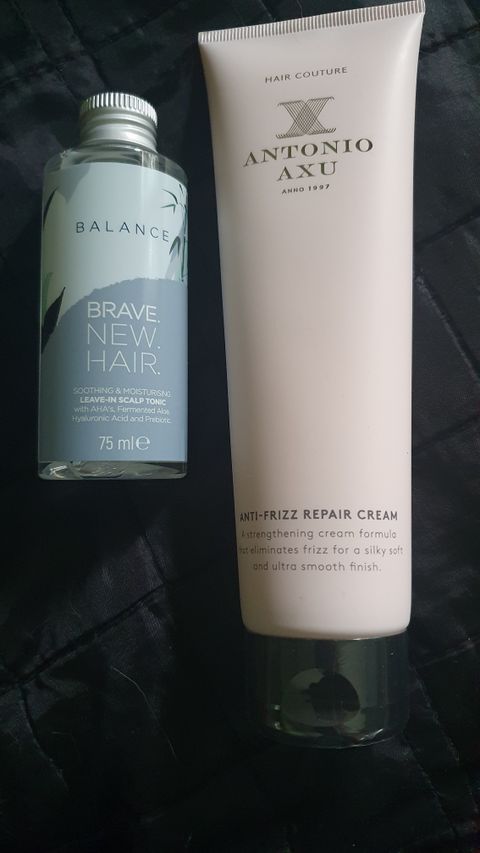 BALANCE
BRAVE.
NEW.
HAIR.
SOOTHING & MOISTURISING
LEAVE-IN SCALP TONIC
with AHA's, Fermented Aloe,
Hyaluronic Acid and Prebiotic
75 ml e
HAIR COUTURE
ANTONIO
AXU
ANNO 1997
ANTI-FRIZZ REPAIR CREAM
A strengthening cream formula
that eliminates frizz for a silky soft
and ultra smooth finish.